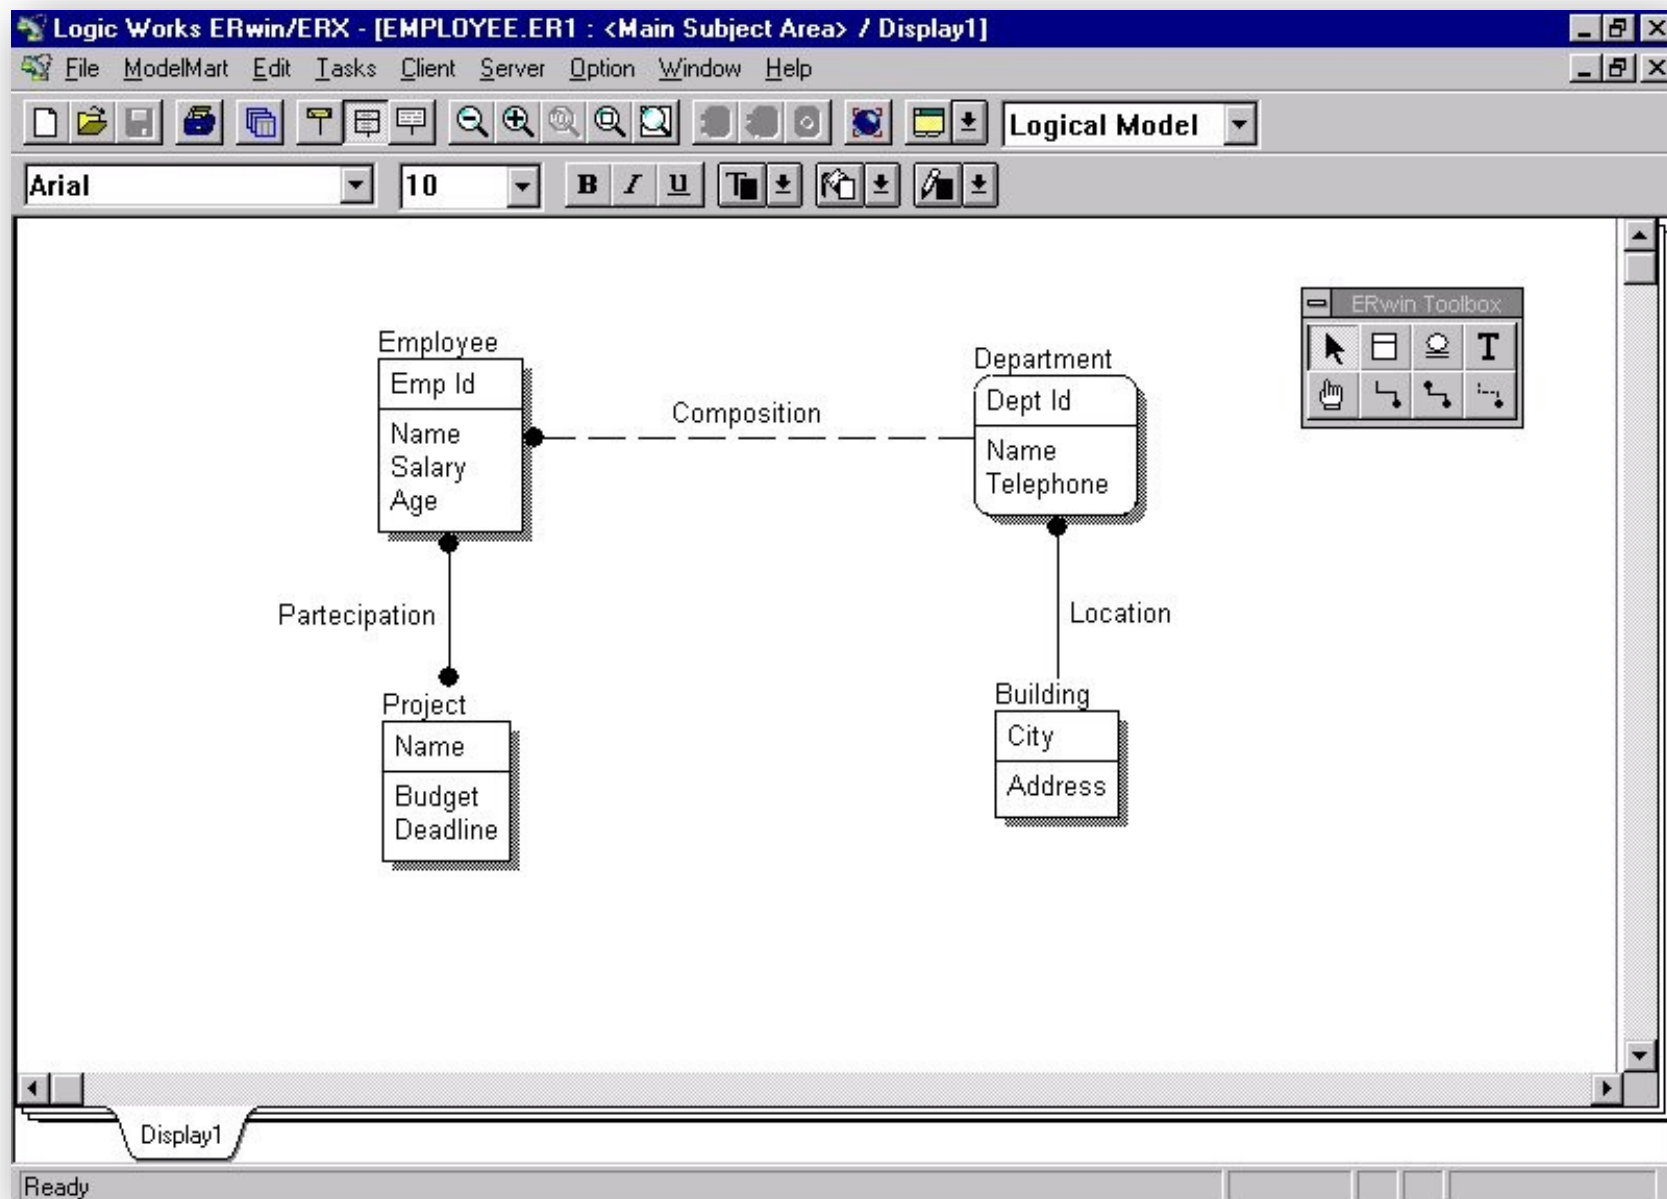 Logic Works ERwin/ERX - [EMPLOYEE.ER1 : <Main Subject Area> / Display1]
File ModelMart Edit Tasks Client Server Option Window Help
Logical Model
Arial 10 B I U T
ERwin Toolbox
T
Employee
Emp Id
Name
Salary
Age
Composition
Department
Dept Id
Name
Telephone
Partecipation
Location
Project
Name
Budget
Deadline
Building
City
Address
Display1
Ready